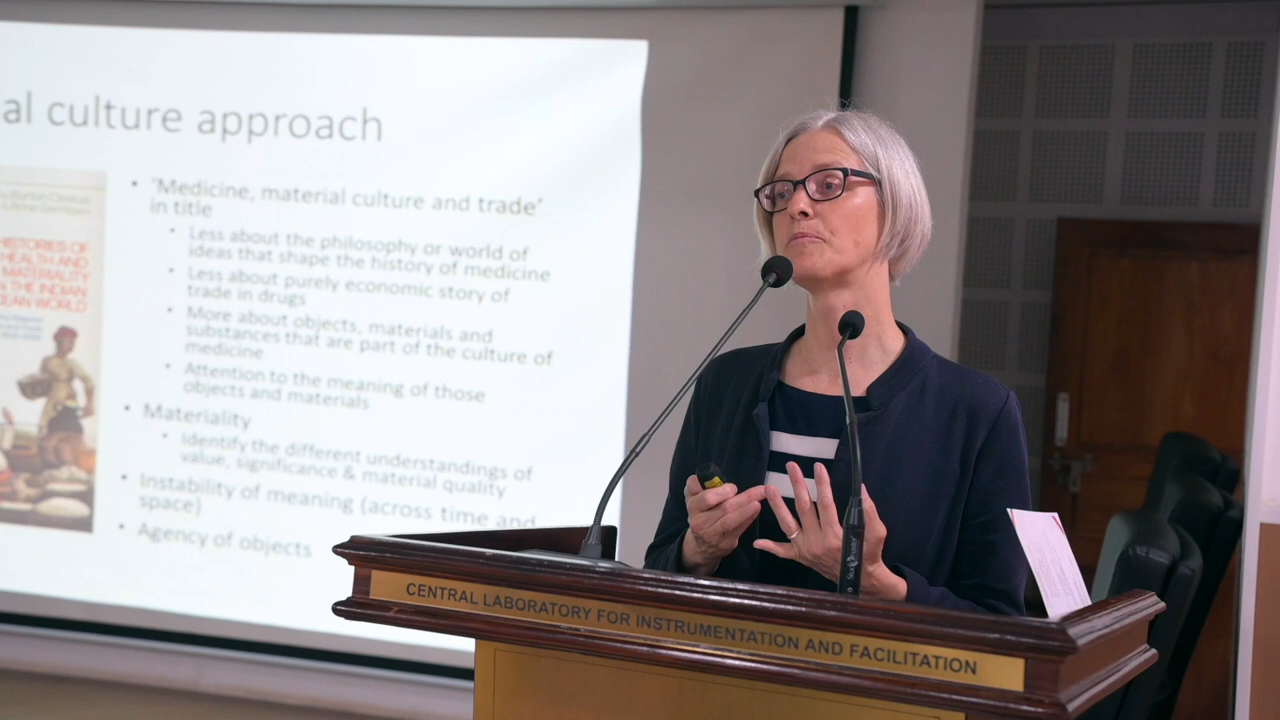 al culture approach
HISTORIES OF
HEALTH AND
MATERIALITY
IN THE INDIAN
OCEAN WORLD
• 'Medicine, material culture and trade'
in title
• Less about the philosophy or world of
ideas that shape the history of medicine
• Less about purely economic story of
trade in drugs
• More about objects, materials and
substances that are part of the culture of
medicine
• Attention to the meaning of those
objects and materials
• Materiality
• Identify the different understandings of
value, significance & material quality
• Instability of meaning (across time and
space)
• Agency of objects
CENTRAL LABORATORY FOR INSTRUMENTATION AND FACILITATION